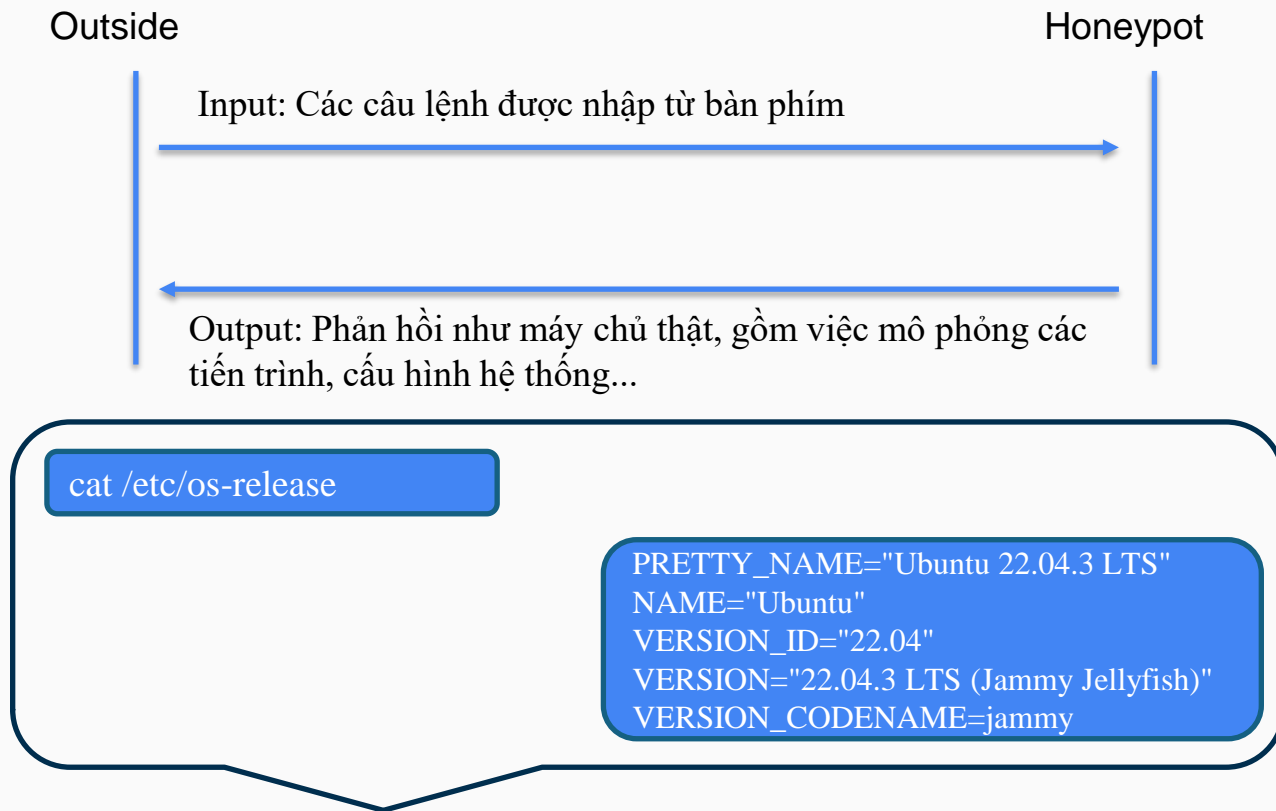 Outside
Honeypot
Input: Các câu lệnh được nhập từ bàn phím
Output: Phản hồi như máy chủ thật, gồm việc mô phỏng các
tiến trình, cấu hình hệ thống...
cat /etc/os-release
PRETTY_NAME="Ubuntu 22.04.3 LTS"
NAME="Ubuntu"
VERSION_ID="22.04"
VERSION="22.04.3 LTS (Jammy Jellyfish)"
VERSION_CODENAME=jammy